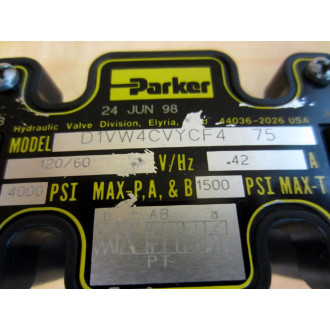 Parker
24 JUN 98
Hydraulic Valve Division, Elyria, 44036-2026 USA
MODEL D1VW4CVYCF4 75
120/60 V/Hz .42 A
4000 PSI MAX-P,A, & B 1500 PSI MAX-T
AB a
PT